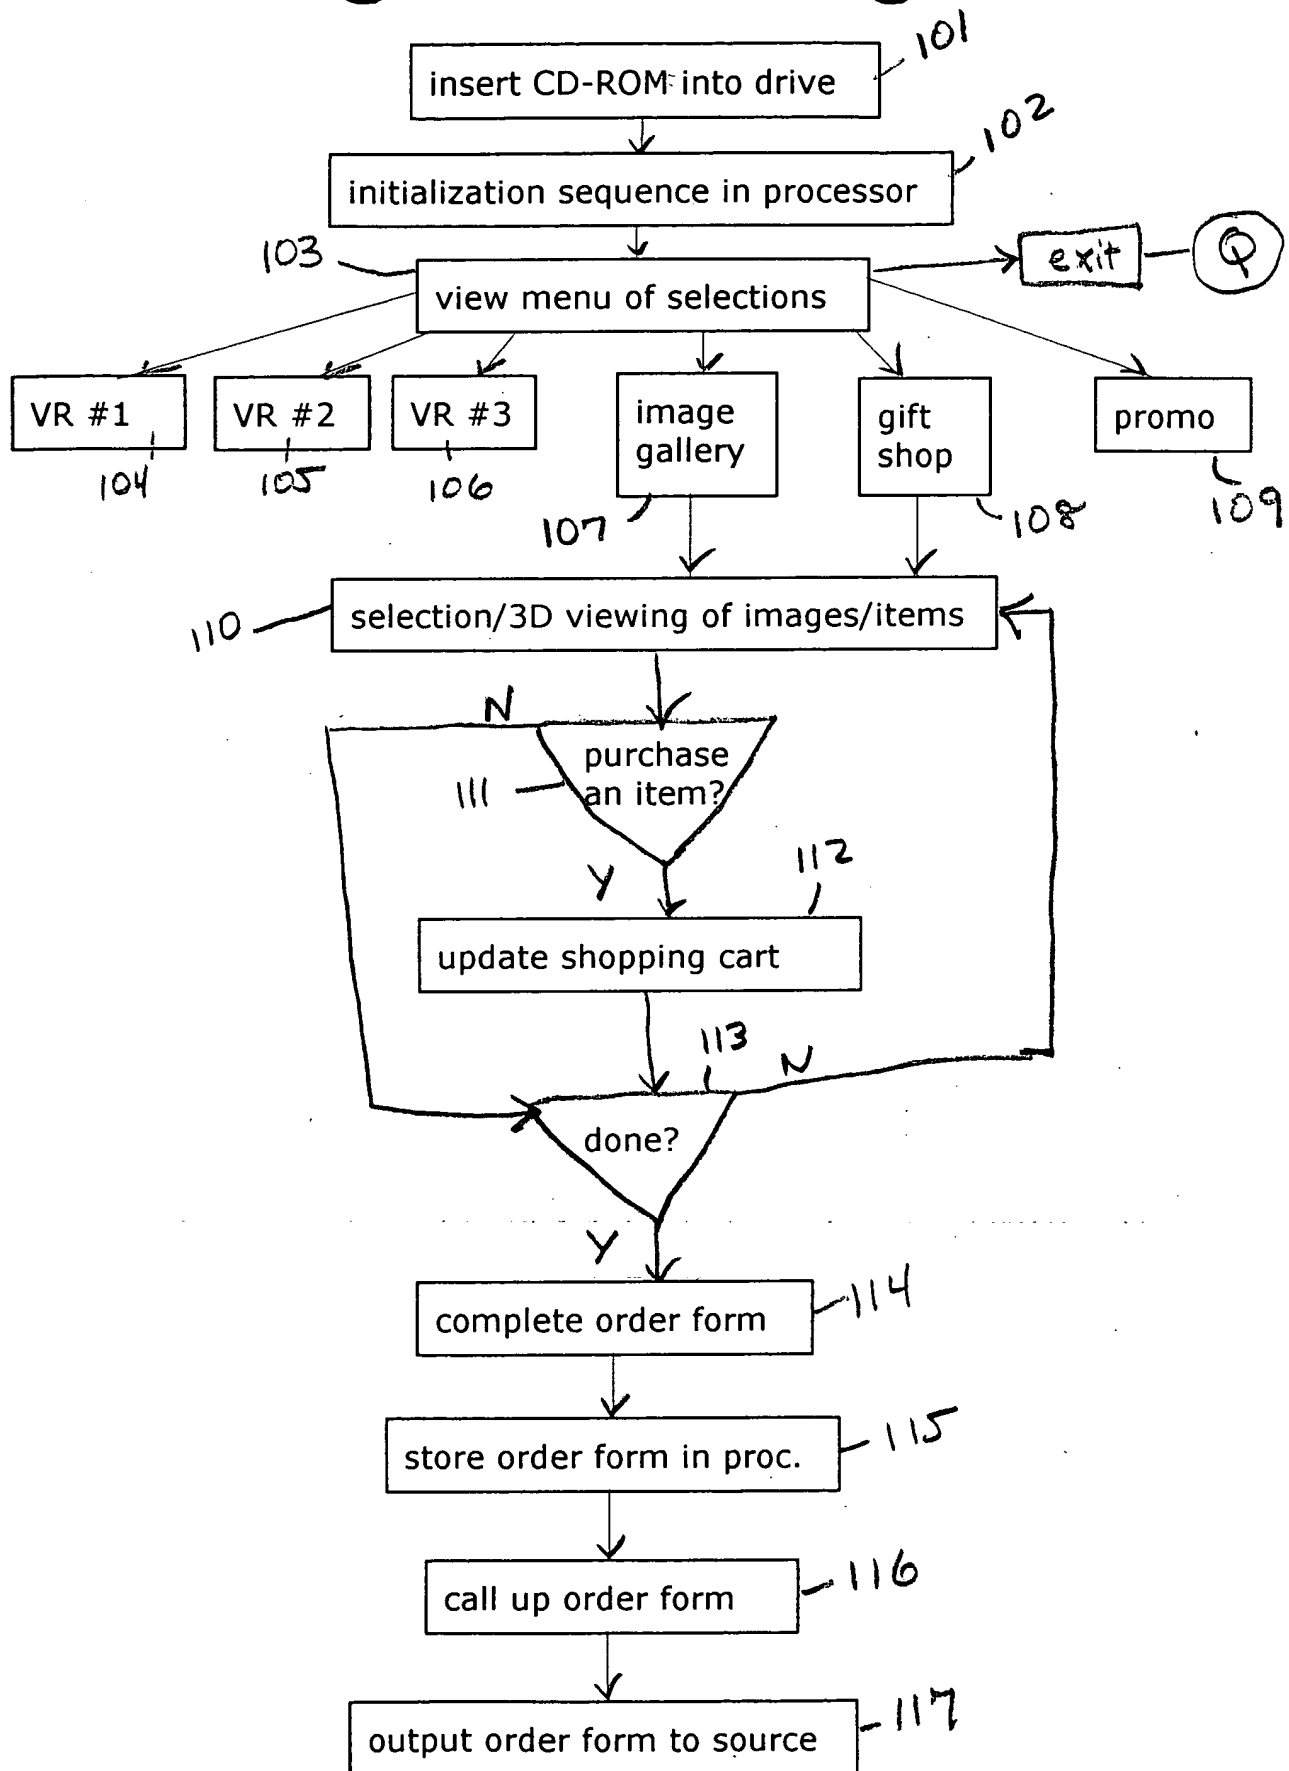 101
insert CD-ROM into drive
102
initialization sequence in processor
103
view menu of selections
exit
Q
VR #1
VR #2
VR #3
image
gallery
gift
shop
promo
104
105
106
107
108
109
110
selection/3D viewing of images/items
N
purchase
an item?
111
Y
112
update shopping cart
113
N
done?
Y
complete order form
114
store order form in proc.
115
call up order form
116
output order form to source
117